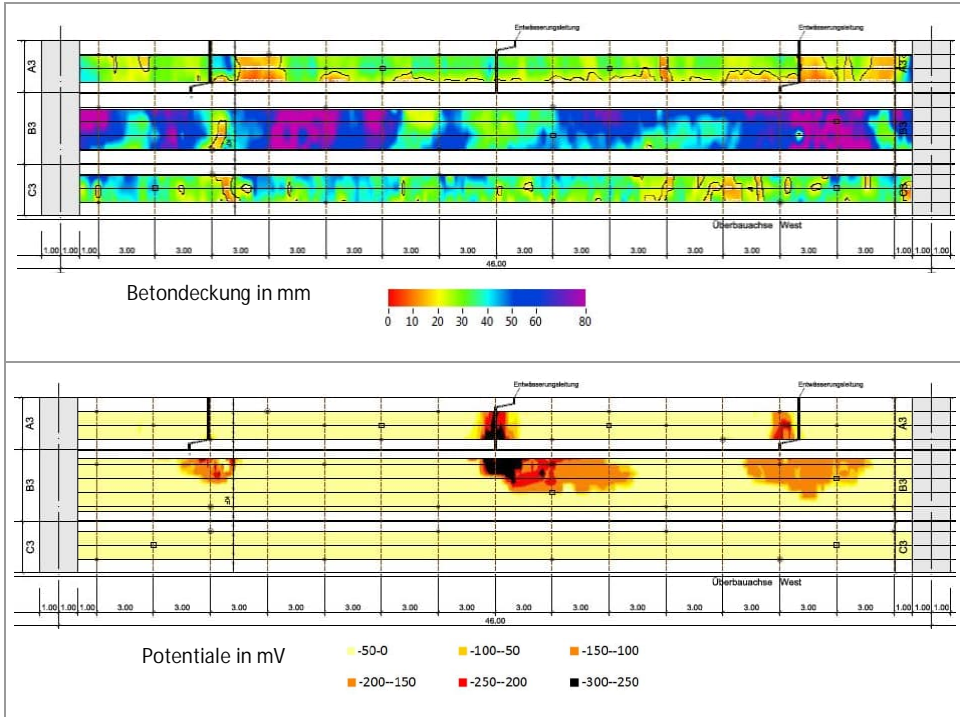 Entwässerungsleitung Entwässerungsleitung
A3 A3
B3 B3
C3 C3
Überbauachse West
1.00 1.00 1.00 3.00 3.00 3.00 3.00 3.00 3.00 3.00 3.00 3.00 3.00 3.00 3.00 3.00 3.00 1.00 1.00 1.00
46.00
Betondeckung in mm
0 10 20 30 40 50 60 80
Entwässerungsleitung Entwässerungsleitung
A3 A3
B3 B3
C3 C3
Überbauachse West
1.00 1.00 1.00 3.00 3.00 3.00 3.00 3.00 3.00 3.00 3.00 3.00 3.00 3.00 3.00 3.00 3.00 1.00 1.00 1.00
46.00
Potentiale in mV
-50-0 -100--50 -150--100
-200--150 -250--200 -300--250